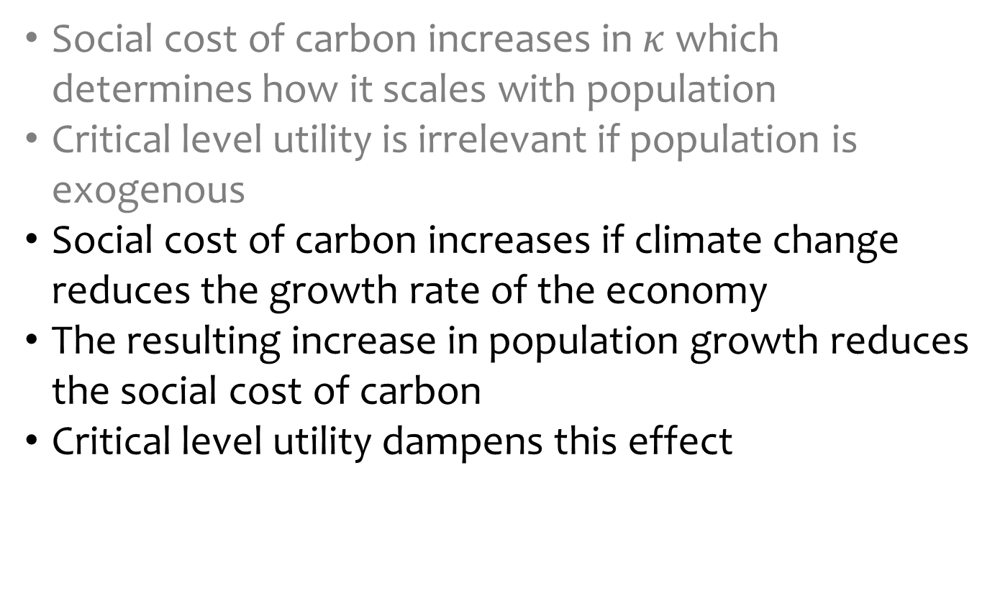 • Social cost of carbon increases in κ which
determines how it scales with population
• Critical level utility is irrelevant if population is
exogenous
• Social cost of carbon increases if climate change
reduces the growth rate of the economy
• The resulting increase in population growth reduces
the social cost of carbon
• Critical level utility dampens this effect